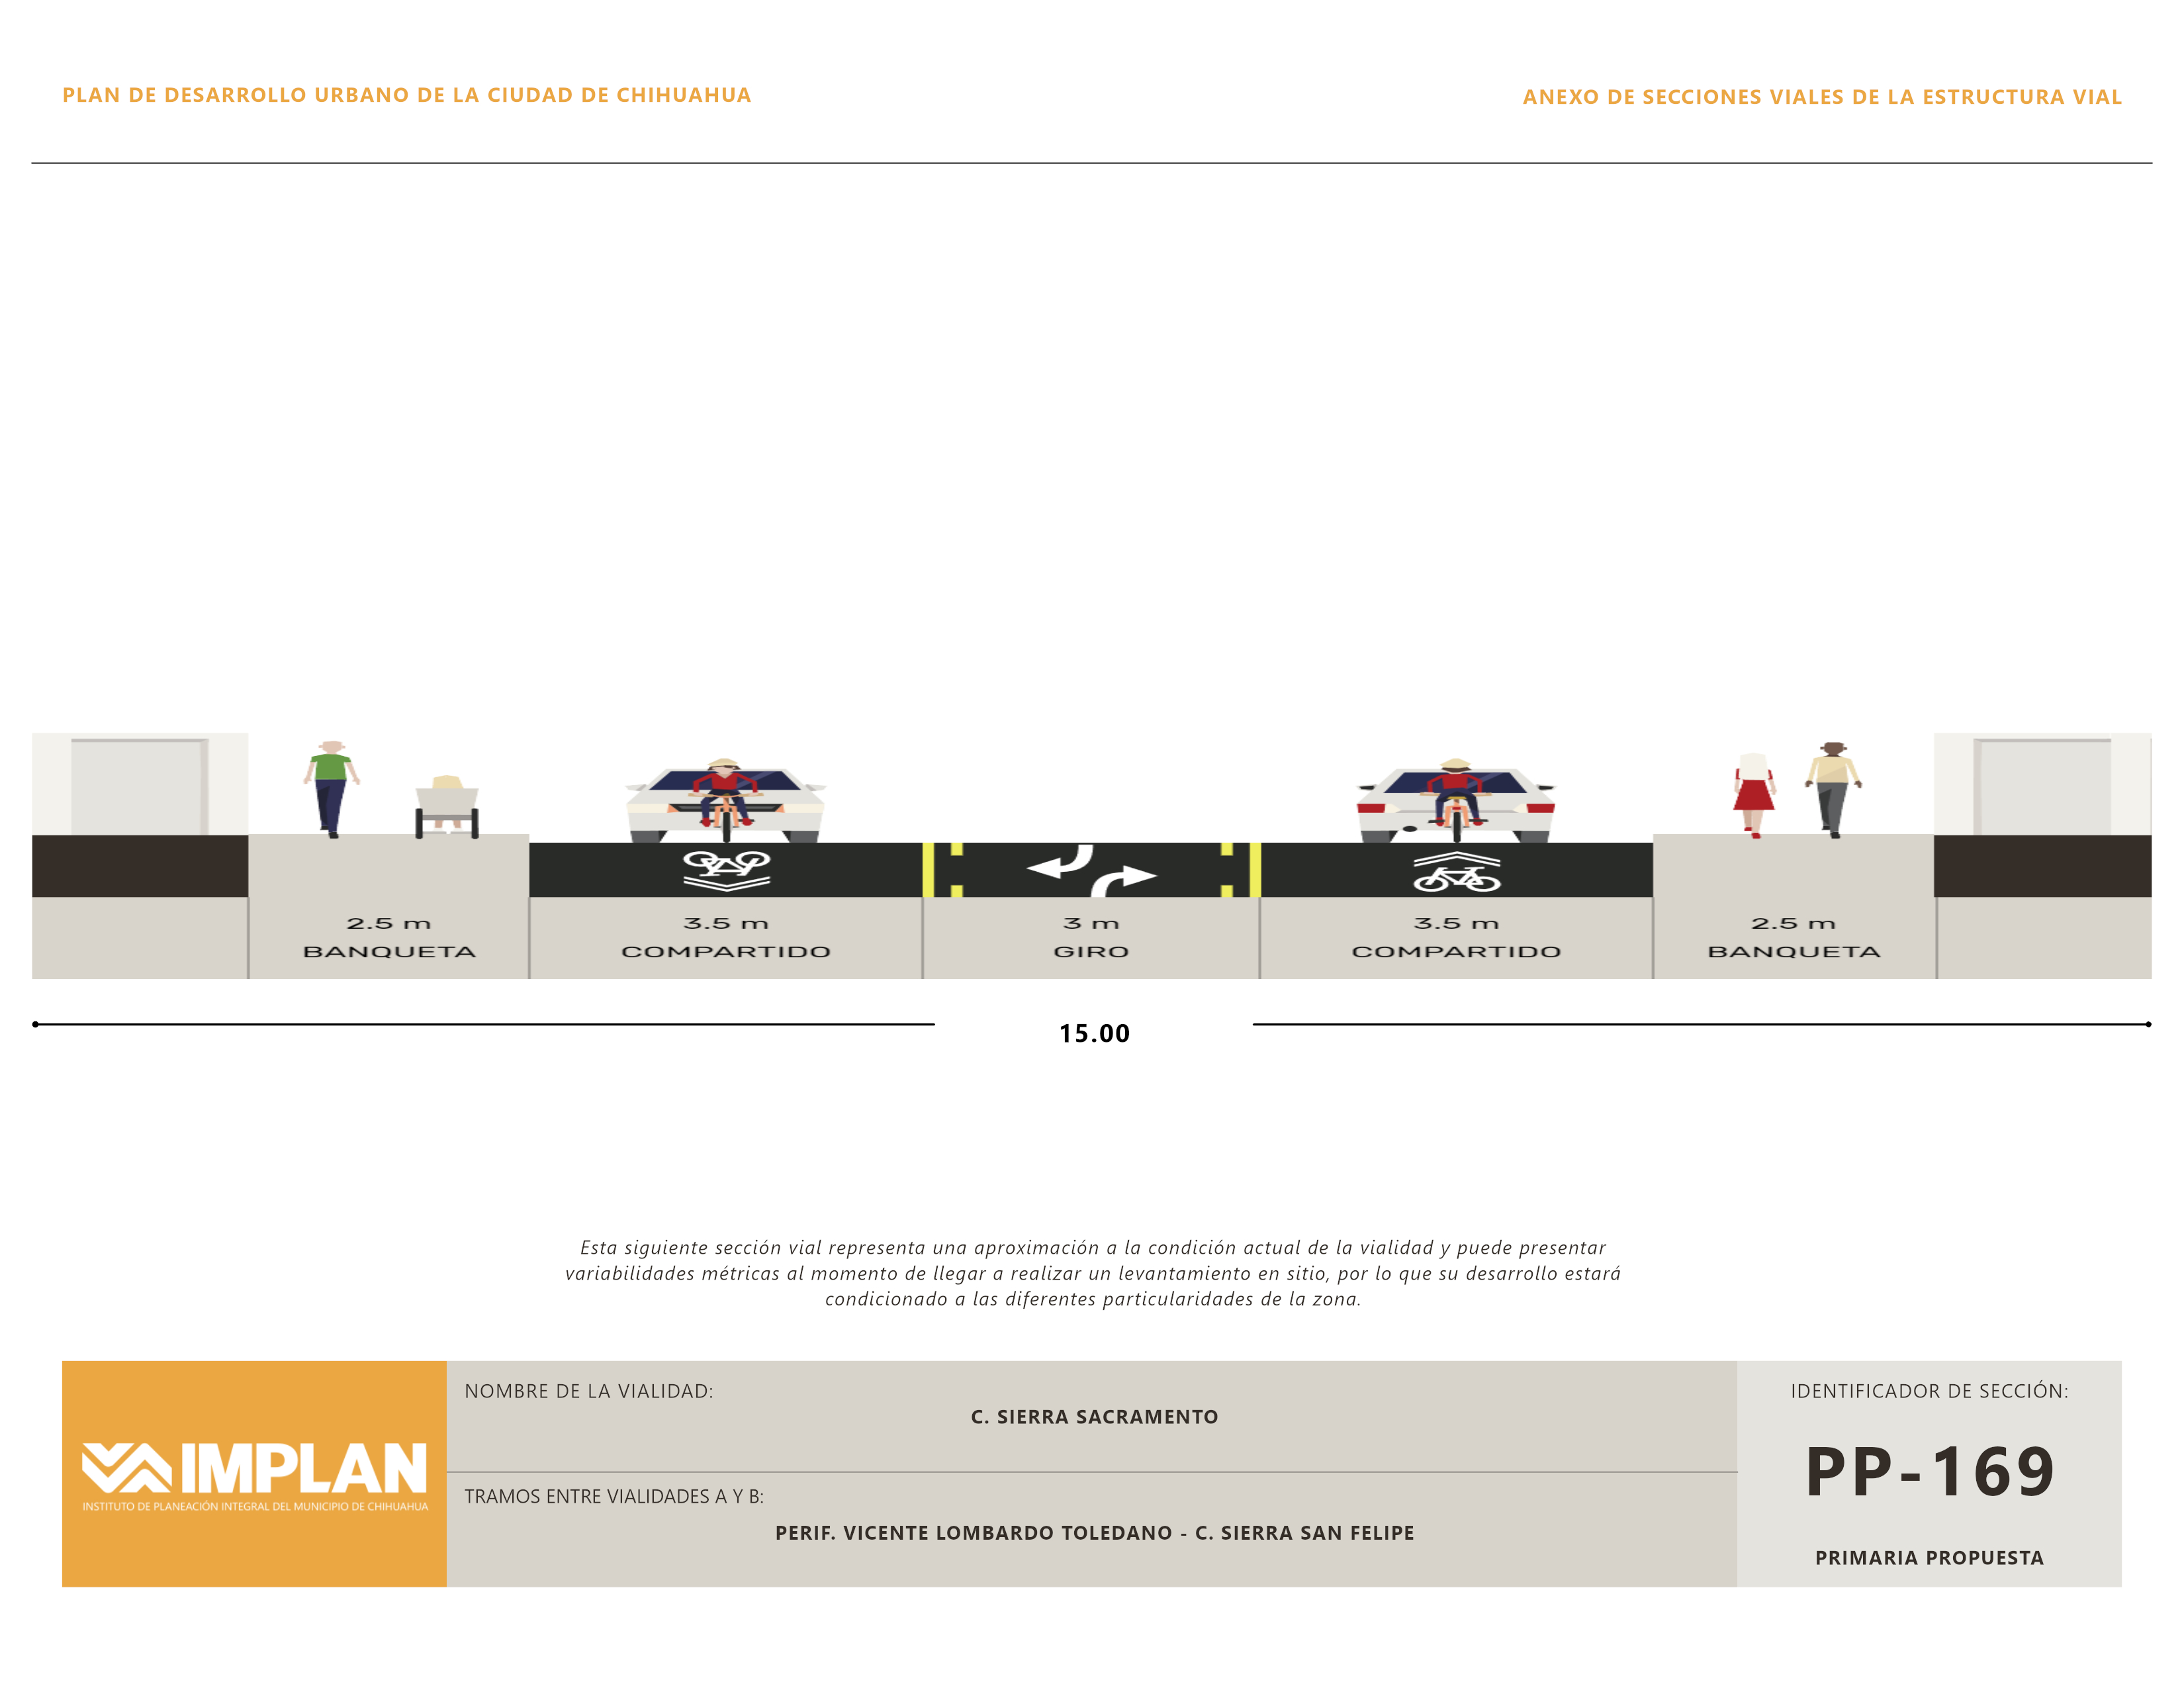 PLAN DE DESARROLLO URBANO DE LA CIUDAD DE CHIHUAHUA
ANEXO DE SECCIONES VIALES DE LA ESTRUCTURA VIAL
2.5 m
BANQUETA
3.5 m
COMPARTIDO
3 m
GIRO
3.5 m
COMPARTIDO
2.5 m
BANQUETA
15.00
Esta siguiente sección vial representa una aproximación a la condición actual de la vialidad y puede presentar
variabilidades métricas al momento de llegar a realizar un levantamiento en sitio, por lo que su desarrollo estará
condicionado a las diferentes particularidades de la zona.
IMPLAN
INSTITUTO DE PLANEACIÓN INTEGRAL DEL MUNICIPIO DE CHIHUAHUA
NOMBRE DE LA VIALIDAD:
C. SIERRA SACRAMENTO
TRAMOS ENTRE VIALIDADES A Y B:
PERIF. VICENTE LOMBARDO TOLEDANO - C. SIERRA SAN FELIPE
IDENTIFICADOR DE SECCIÓN:
PP-169
PRIMARIA PROPUESTA